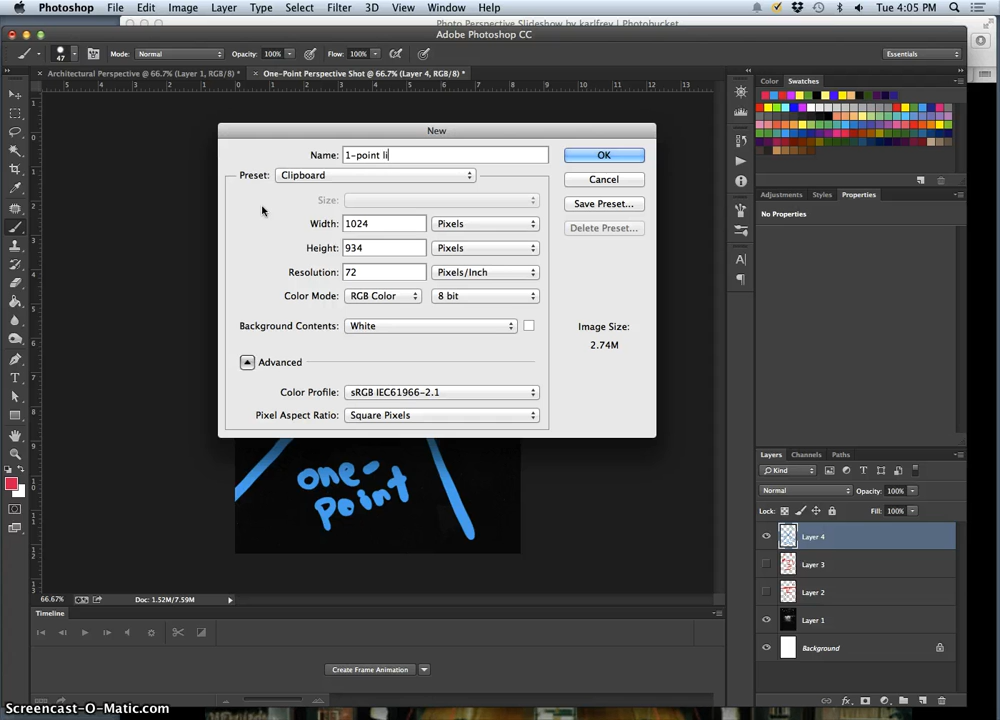 Photoshop File Edit Image Layer Type Select Filter 3D View Window Help Tue 4:05 PM
Photo Perspective Slideshow by karlfrey | Photobucket
Adobe Photoshop CC
47 Mode: Normal Opacity: 100% Flow: 100% Essentials
× Architectural Perspective @ 66.7% (Layer 1, RGB/8) * × One-Point Perspective Shot @ 66.7% (Layer 4, RGB/8) *
Color Swatches
New
Name: 1-point li OK
Preset: Clipboard Cancel
Size: Save Preset...
Width: 1024 Pixels Delete Preset...
Height: 934 Pixels
Resolution: 72 Pixels/Inch
Color Mode: RGB Color 8 bit
Background Contents: White Image Size:
2.74M
Advanced
Color Profile: sRGB IEC61966-2.1
Pixel Aspect Ratio: Square Pixels
Adjustments Styles Properties
No Properties
one-
point
Layers Channels Paths
Kind
Normal Opacity: 100%
Lock: Fill: 100%
Layer 4
Layer 3
Layer 2
Layer 1
Background
66.67% Doc: 1.52M/7.59M
Timeline
Create Frame Animation
Screencast-O-Matic.com